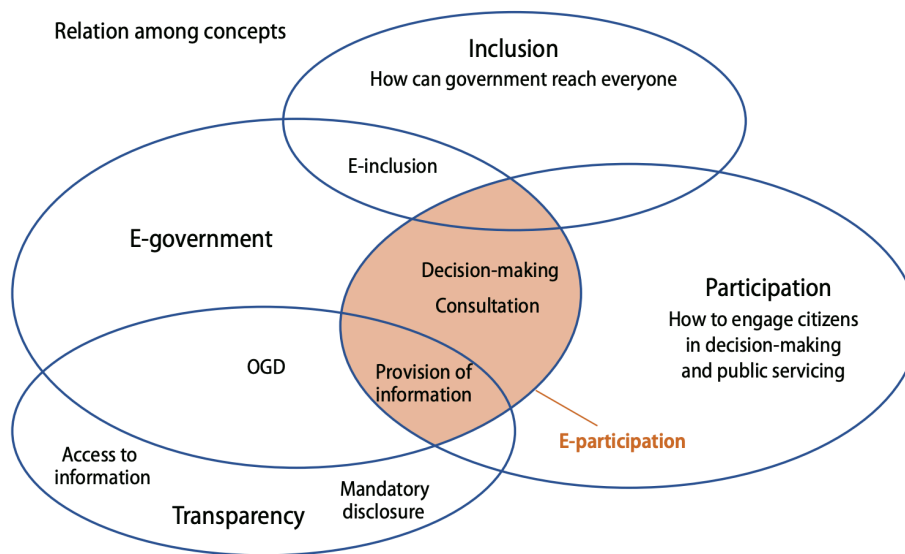 Relation among concepts
Inclusion
How can government reach everyone
E-inclusion
E-government
Decision-making
Consultation
Participation
How to engage citizens
in decision-making
and public servicing
OGD
Provision of
information
E-participation
Access to
information
Mandatory
disclosure
Transparency